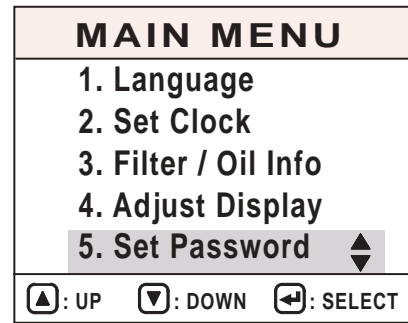 MAIN MENU
1. Language
2. Set Clock
3. Filter / Oil Info
4. Adjust Display
5. Set Password
: UP : DOWN : SELECT